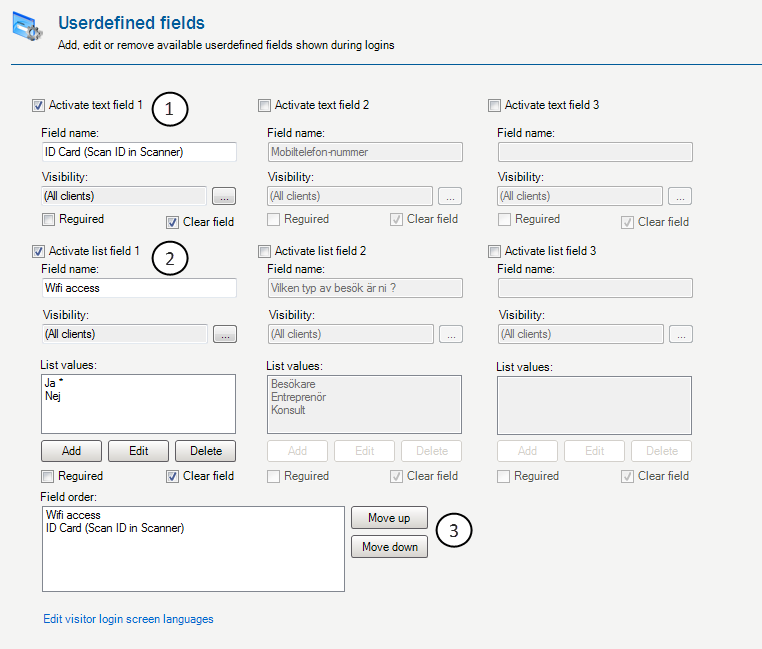 Userdefined fields
Add, edit or remove available userdefined fields shown during logins
Activate text field 1
1
Activate text field 2
Activate text field 3
Field name:
Field name:
Field name:
ID Card (Scan ID in Scanner)
Mobiltelefon-nummer
Visibility:
Visibility:
Visibility:
(All clients)
...
(All clients)
...
(All clients)
...
Required
Clear field
Required
Clear field
Required
Clear field
Activate list field 1
2
Activate list field 2
Activate list field 3
Field name:
Field name:
Field name:
Wifi access
Vilken typ av besök är ni ?
Visibility:
Visibility:
Visibility:
(All clients)
...
(All clients)
...
(All clients)
...
List values:
List values:
List values:
Ja *
Nej
Besökare
Entreprenör
Konsult
Add
Edit
Delete
Add
Edit
Delete
Add
Edit
Delete
Required
Clear field
Required
Clear field
Required
Clear field
Field order:
Wifi access
ID Card (Scan ID in Scanner)
Move up
Move down
3
Edit visitor login screen languages